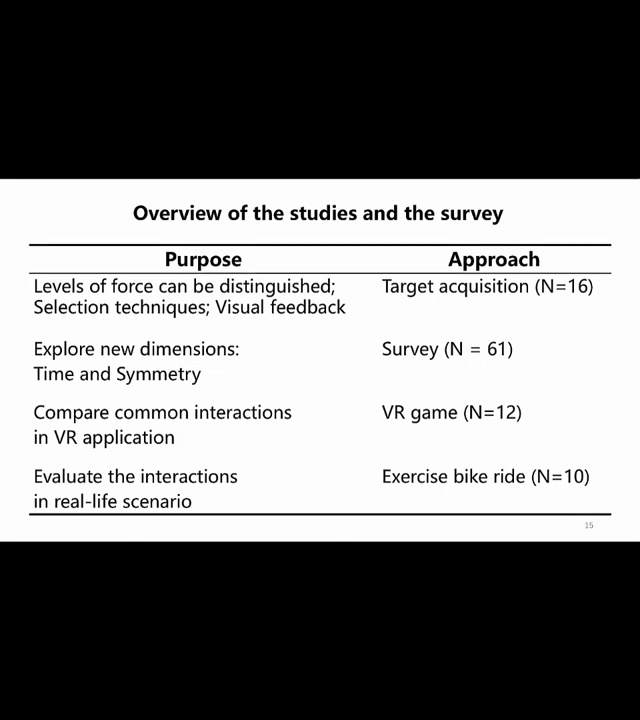 Overview of the studies and the survey
Purpose Approach
Levels of force can be distinguished; Target acquisition (N=16)
Selection techniques; Visual feedback
Explore new dimensions: Survey (N = 61)
Time and Symmetry
Compare common interactions VR game (N=12)
in VR application
Evaluate the interactions Exercise bike ride (N=10)
in real-life scenario
15